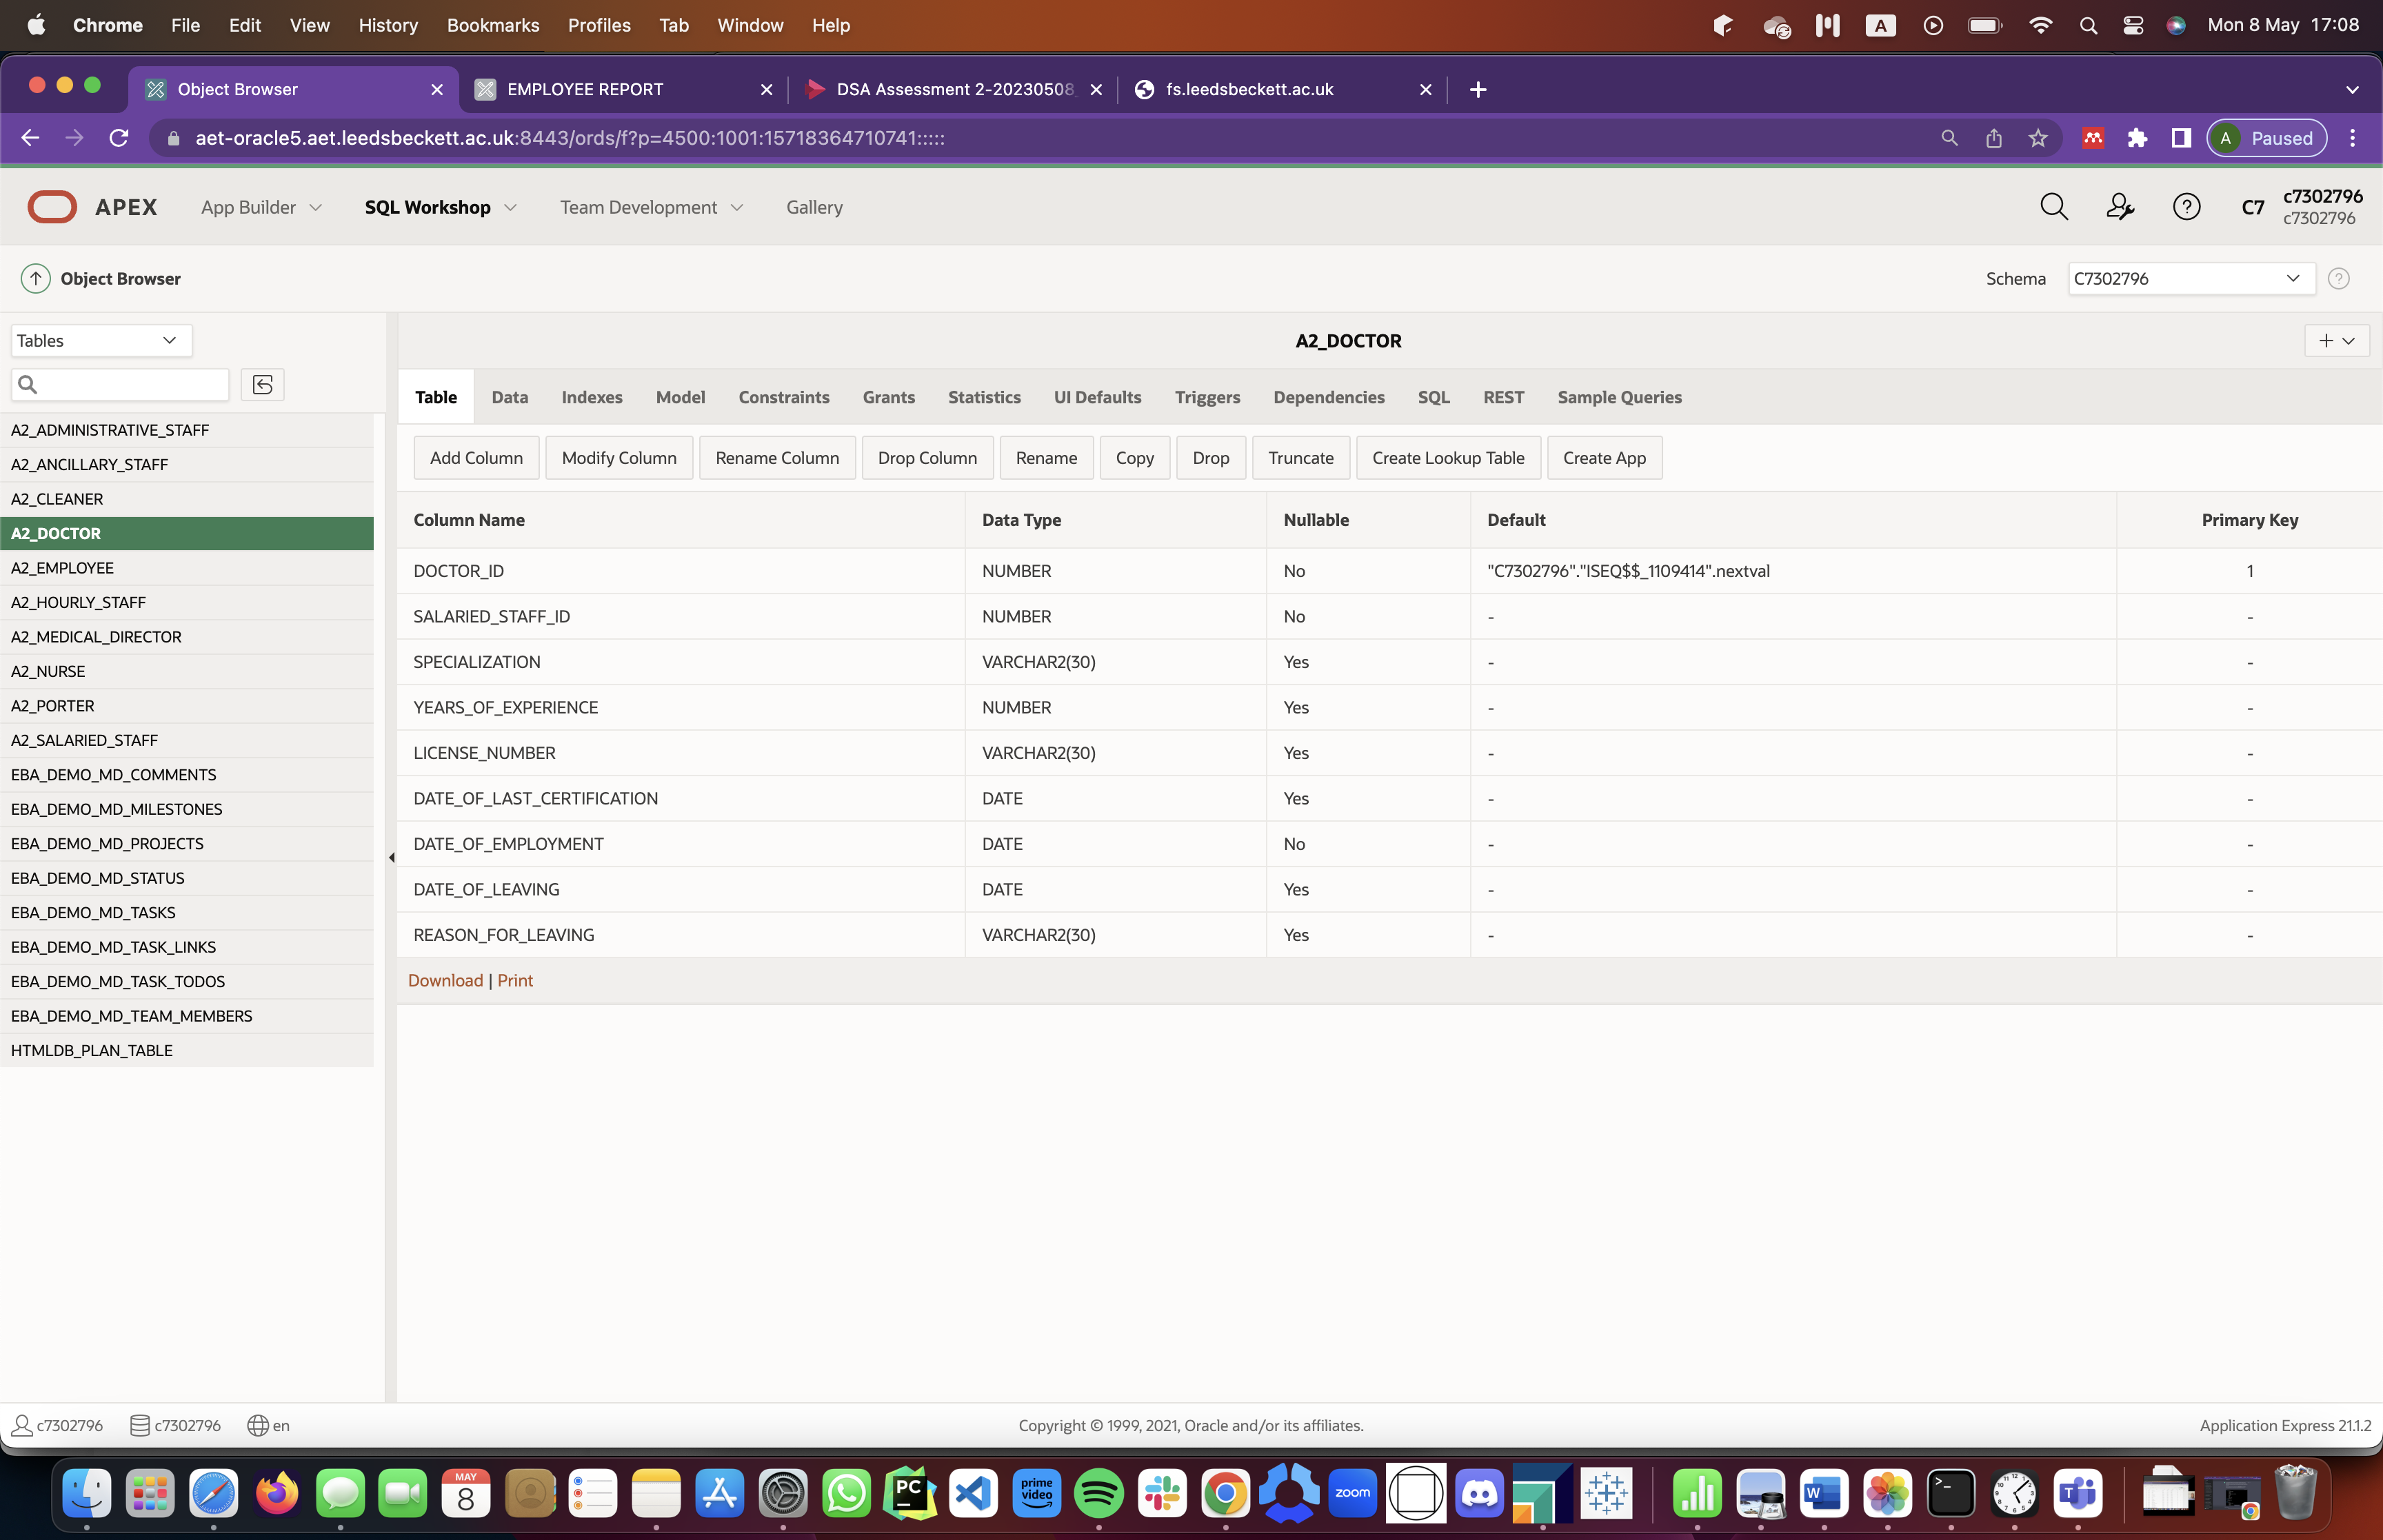 Chrome File Edit View History Bookmarks Profiles Tab Window Help
A Mon 8 May 17:08
Object Browser
EMPLOYEE REPORT
DSA Assessment 2-20230508
fs.leedsbeckett.ac.uk
aet-oracle5.aet.leedsbeckett.ac.uk:8443/ords/f?p=4500:1001:15718364710741:::::
A Paused
APEX App Builder SQL Workshop Team Development Gallery
C7 c7302796
c7302796
Object Browser
Schema C7302796
Tables
A2_DOCTOR
Table Data Indexes Model Constraints Grants Statistics UI Defaults Triggers Dependencies SQL REST Sample Queries
A2_ADMINISTRATIVE_STAFF
A2_ANCILLARY_STAFF
A2_CLEANER
A2_DOCTOR
A2_EMPLOYEE
A2_HOURLY_STAFF
A2_MEDICAL_DIRECTOR
A2_NURSE
A2_PORTER
A2_SALARIED_STAFF
EBA_DEMO_MD_COMMENTS
EBA_DEMO_MD_MILESTONES
EBA_DEMO_MD_PROJECTS
EBA_DEMO_MD_STATUS
EBA_DEMO_MD_TASKS
EBA_DEMO_MD_TASK_LINKS
EBA_DEMO_MD_TASK_TODOS
EBA_DEMO_MD_TEAM_MEMBERS
HTMLDB_PLAN_TABLE
Add Column Modify Column Rename Column Drop Column Rename Copy Drop Truncate Create Lookup Table Create App
Column Name Data Type Nullable Default Primary Key
DOCTOR_ID NUMBER No "C7302796"."ISEQ$$_1109414".nextval 1
SALARIED_STAFF_ID NUMBER No - -
SPECIALIZATION VARCHAR2(30) Yes - -
YEARS_OF_EXPERIENCE NUMBER Yes - -
LICENSE_NUMBER VARCHAR2(30) Yes - -
DATE_OF_LAST_CERTIFICATION DATE Yes - -
DATE_OF_EMPLOYMENT DATE No - -
DATE_OF_LEAVING DATE Yes - -
REASON_FOR_LEAVING VARCHAR2(30) Yes - -
Download | Print
c7302796 c7302796 en
Copyright © 1999, 2021, Oracle and/or its affiliates.
Application Express 21.1.2
MAY
8
PC
prime video
zoom
W
T